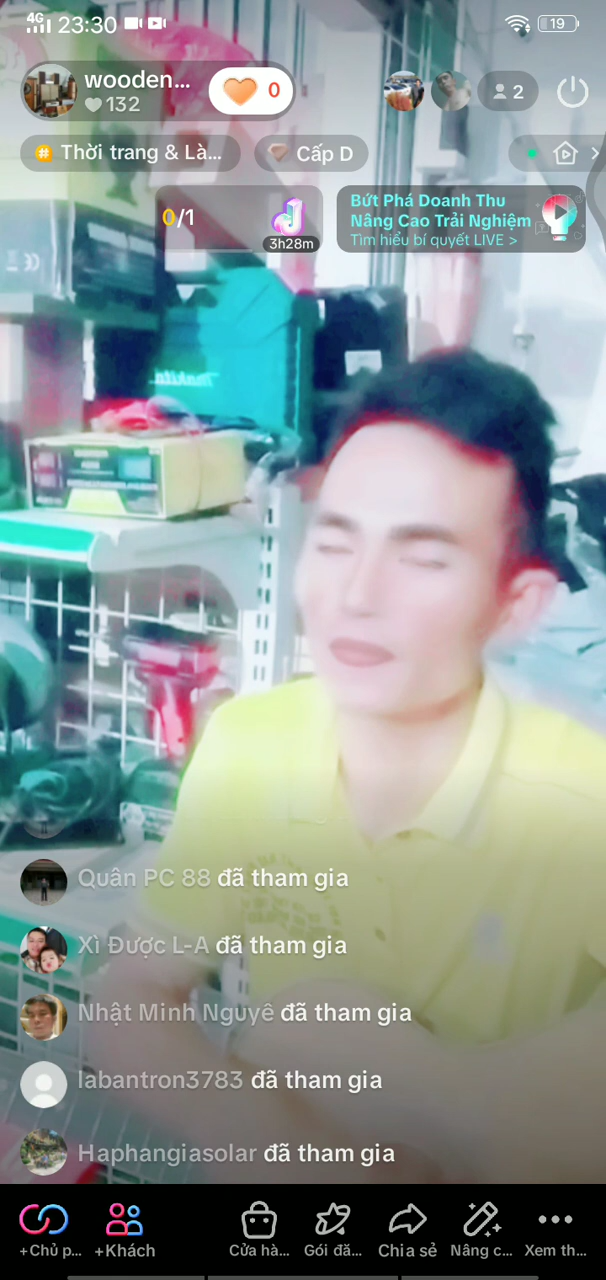 4G 23:30 19
wooden...
132
0
2
Thời trang & Là...
Cấp D
0/1
3h28m
Bứt Phá Doanh Thu
Nâng Cao Trải Nghiệm
Tìm hiểu bí quyết LIVE >
Makita
Quân PC 88 đã tham gia
Xì Được L-A đã tham gia
Nhật Minh Nguyê đã tham gia
labantron3783 đã tham gia
Haphangiasolar đã tham gia
+Chủ p...
+Khách
Cửa hà...
Gói đă...
Chia sẻ
Nâng c...
Xem th...